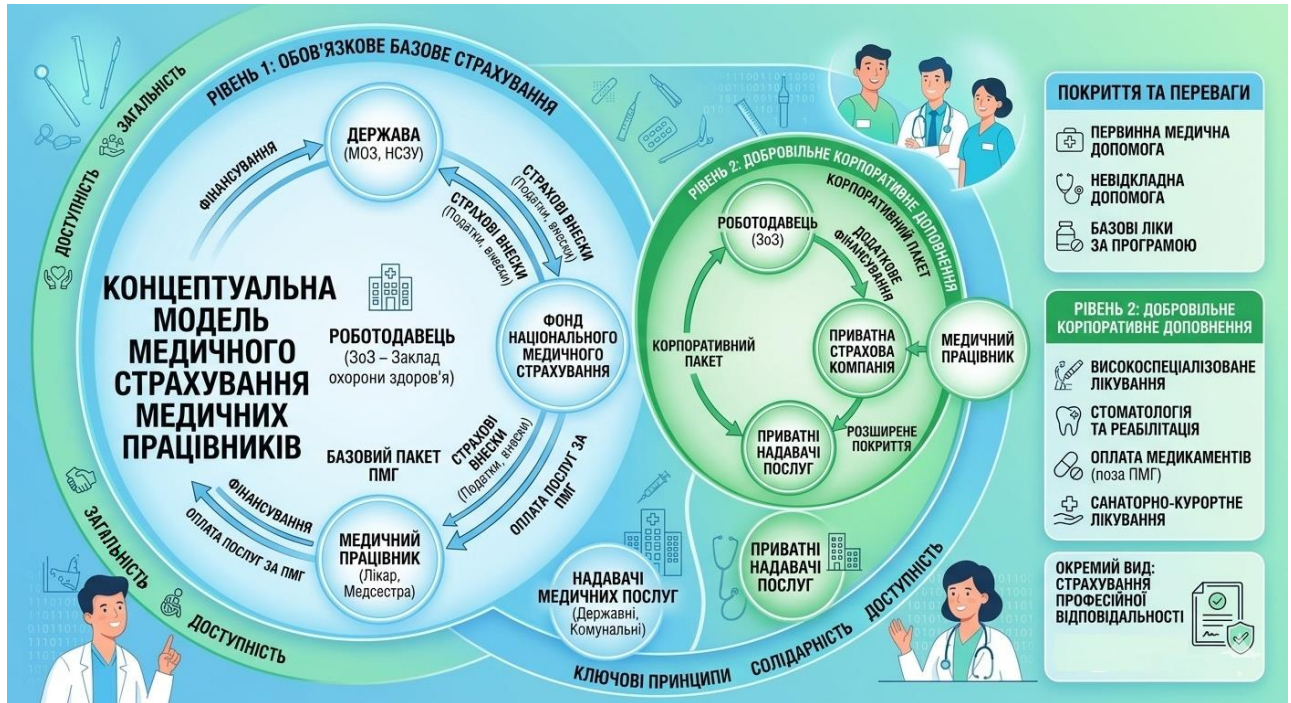 ЗАГАЛЬНІСТЬ
ДОСТУПНІСТЬ
РІВЕНЬ 1: ОБОВ'ЯЗКОВЕ БАЗОВЕ СТРАХУВАННЯ
ДЕРЖАВА
(МОЗ, НСЗУ)
ФІНАНСУВАННЯ
СТРАХОВІ ВНЕСКИ
(Податки, внески)
СТРАХОВІ ВНЕСКИ
(Податки, внески)
КОНЦЕПТУАЛЬНА
МОДЕЛЬ
МЕДИЧНОГО
СТРАХУВАННЯ
МЕДИЧНИХ
ПРАЦІВНИКІВ
РОБОТОДАВЕЦЬ
(ЗоЗ – Заклад
охорони здоров'я)
ФОНД
НАЦІОНАЛЬНОГО
МЕДИЧНОГО
СТРАХУВАННЯ
БАЗОВИЙ ПАКЕТ
ПМГ
СТРАХОВІ
ВНЕСКИ
(Податки, внески)
ОПЛАТА ПОСЛУГ ЗА
ПМГ
ФІНАНСУВАННЯ
ОПЛАТА ПОСЛУГ ЗА ПМГ
МЕДИЧНИЙ
ПРАЦІВНИК
(Лікар,
Медсестра)
ЗАГАЛЬНІСТЬ
ДОСТУПНІСТЬ
РІВЕНЬ 2: ДОБРОВІЛЬНЕ КОРПОРАТИВНЕ ДОПОВНЕННЯ
КОРПОРАТИВНИЙ ПАКЕТ
РОБОТОДАВЕЦЬ
(ЗоЗ)
ДОДАТКОВЕ
ФІНАНСУВАННЯ
КОРПОРАТИВНИЙ
ПАКЕТ
ПРИВАТНА
СТРАХОВА
КОМПАНІЯ
МЕДИЧНИЙ
ПРАЦІВНИК
ПРИВАТНІ
НАДАВАЧІ
ПОСЛУГ
РОЗШИРЕНЕ
ПОКРИТТЯ
ПРИВАТНІ
НАДАВАЧІ
ПОСЛУГ
НАДАВАЧІ
МЕДИЧНИХ ПОСЛУГ
(Державні,
Комунальні)
КЛЮЧОВІ ПРИНЦИПИ СОЛІДАРНІСТЬ ДОСТУПНІСТЬ
ПОКРИТТЯ ТА ПЕРЕВАГИ
ПЕРВИННА МЕДИЧНА
ДОПОМОГА
НЕВІДКЛАДНА
ДОПОМОГА
БАЗОВІ ЛІКИ
ЗА ПРОГРАМОЮ
РІВЕНЬ 2: ДОБРОВІЛЬНЕ
КОРПОРАТИВНЕ ДОПОВНЕННЯ
ВИСОКОСПЕЦІАЛІЗОВАНЕ
ЛІКУВАННЯ
СТОМАТОЛОГІЯ
ТА РЕАБІЛІТАЦІЯ
ОПЛАТА МЕДИКАМЕНТІВ
(поза ПМГ)
САНАТОРНО-КУРОРТНЕ
ЛІКУВАННЯ
ОКРЕМИЙ ВИД:
СТРАХУВАННЯ
ПРОФЕСІЙНОЇ
ВІДПОВІДАЛЬНОСТІ